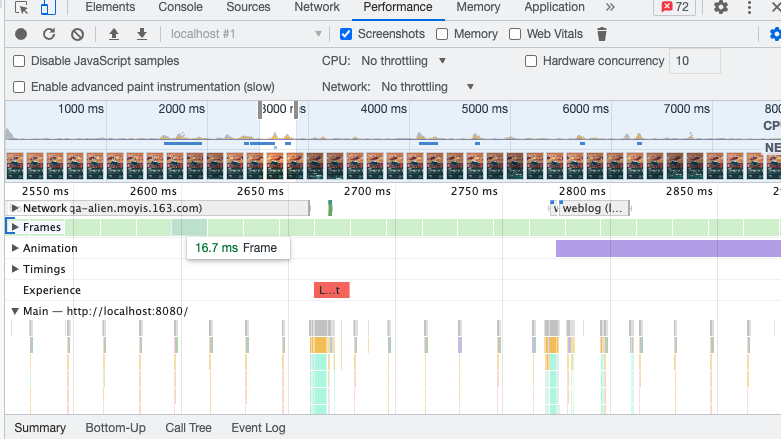 Elements Console Sources Network Performance Memory Application » 72
localhost #1 Screenshots Memory Web Vitals
Disable JavaScript samples CPU: No throttling Hardware concurrency 10
Enable advanced paint instrumentation (slow) Network: No throttling
1000 ms 2000 ms 3000 ms 4000 ms 5000 ms 6000 ms 7000 ms 80
CP
NE
2550 ms 2600 ms 2650 ms 2700 ms 2750 ms 2800 ms 2850 ms 29
Network qa-alien.moyis.163.com) weblog (l...
Frames
Animation 16.7 ms Frame
Timings
Experience L...t
Main — http://localhost:8080/
Summary Bottom-Up Call Tree Event Log